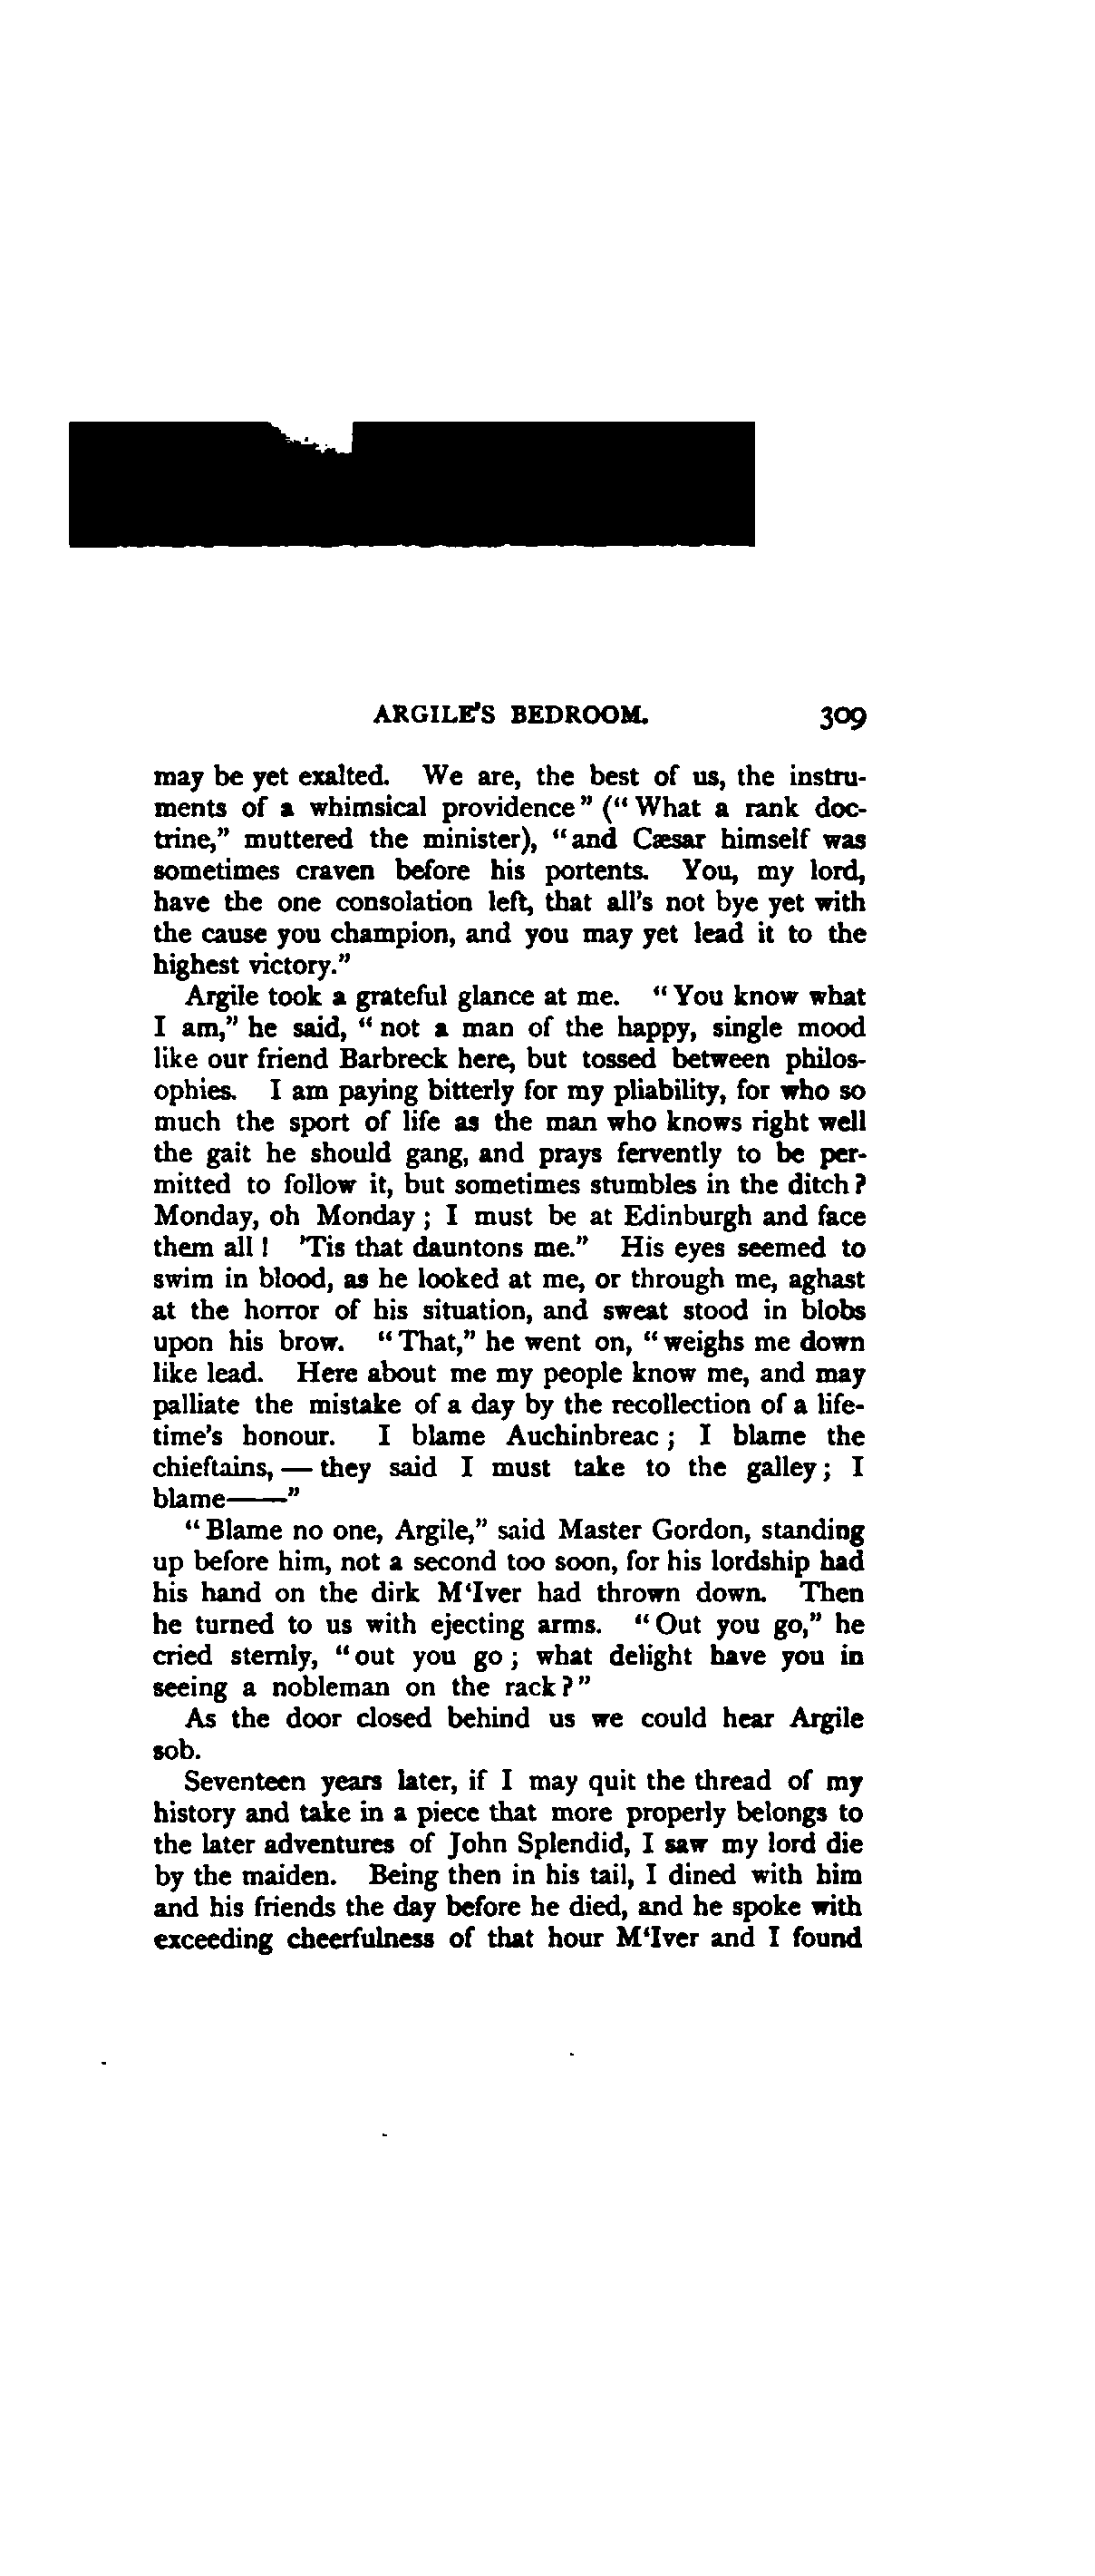 ARGILE'S BEDROOM. 309
may be yet exalted. We are, the best of us, the instru-
ments of a whimsical providence" ("What a rank doc-
trine," muttered the minister), "and Cæsar himself was
sometimes craven before his portents. You, my lord,
have the one consolation left, that all's not bye yet with
the cause you champion, and you may yet lead it to the
highest victory."
Argile took a grateful glance at me. "You know what
I am," he said, "not a man of the happy, single mood
like our friend Barbreck here, but tossed between philos-
ophies. I am paying bitterly for my pliability, for who so
much the sport of life as the man who knows right well
the gait he should gang, and prays fervently to be per-
mitted to follow it, but sometimes stumbles in the ditch?
Monday, oh Monday; I must be at Edinburgh and face
them all! 'Tis that dauntons me." His eyes seemed to
swim in blood, as he looked at me, or through me, aghast
at the horror of his situation, and sweat stood in blobs
upon his brow. "That," he went on, "weighs me down
like lead. Here about me my people know me, and may
palliate the mistake of a day by the recollection of a life-
time's honour. I blame Auchinbreac; I blame the
chieftains, — they said I must take to the galley; I
blame——"
"Blame no one, Argile," said Master Gordon, standing
up before him, not a second too soon, for his lordship had
his hand on the dirk M'Iver had thrown down. Then
he turned to us with ejecting arms. "Out you go," he
cried sternly, "out you go; what delight have you in
seeing a nobleman on the rack?"
As the door closed behind us we could hear Argile
sob.
Seventeen years later, if I may quit the thread of my
history and take in a piece that more properly belongs to
the later adventures of John Splendid, I saw my lord die
by the maiden. Being then in his tail, I dined with him
and his friends the day before he died, and he spoke with
exceeding cheerfulness of that hour M'Iver and I found